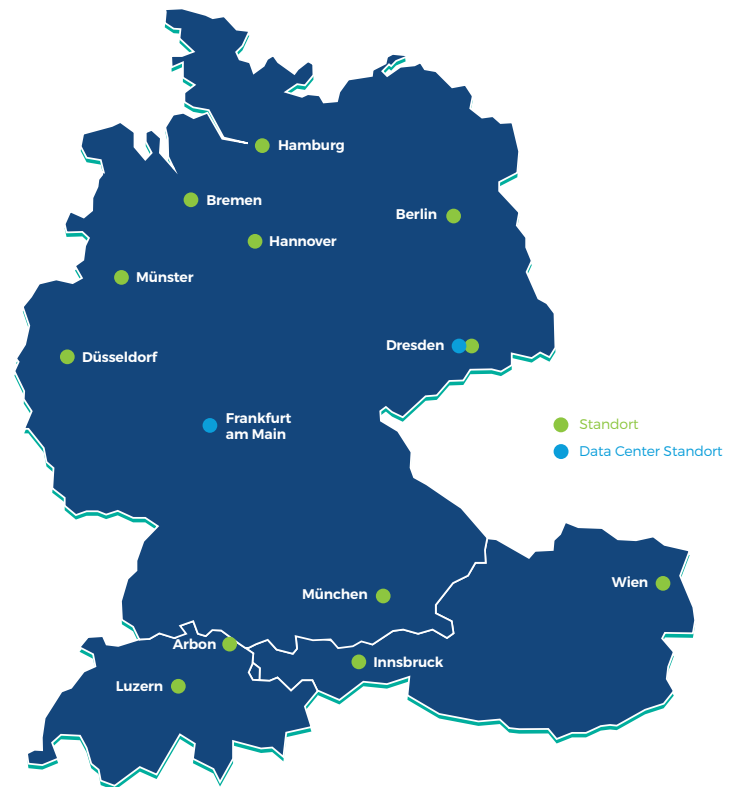 Hamburg
Bremen
Berlin
Hannover
Münster
Dresden
Düsseldorf
Frankfurt
am Main
Standort
Data Center Standort
Wien
München
Arbon
Innsbruck
Luzern